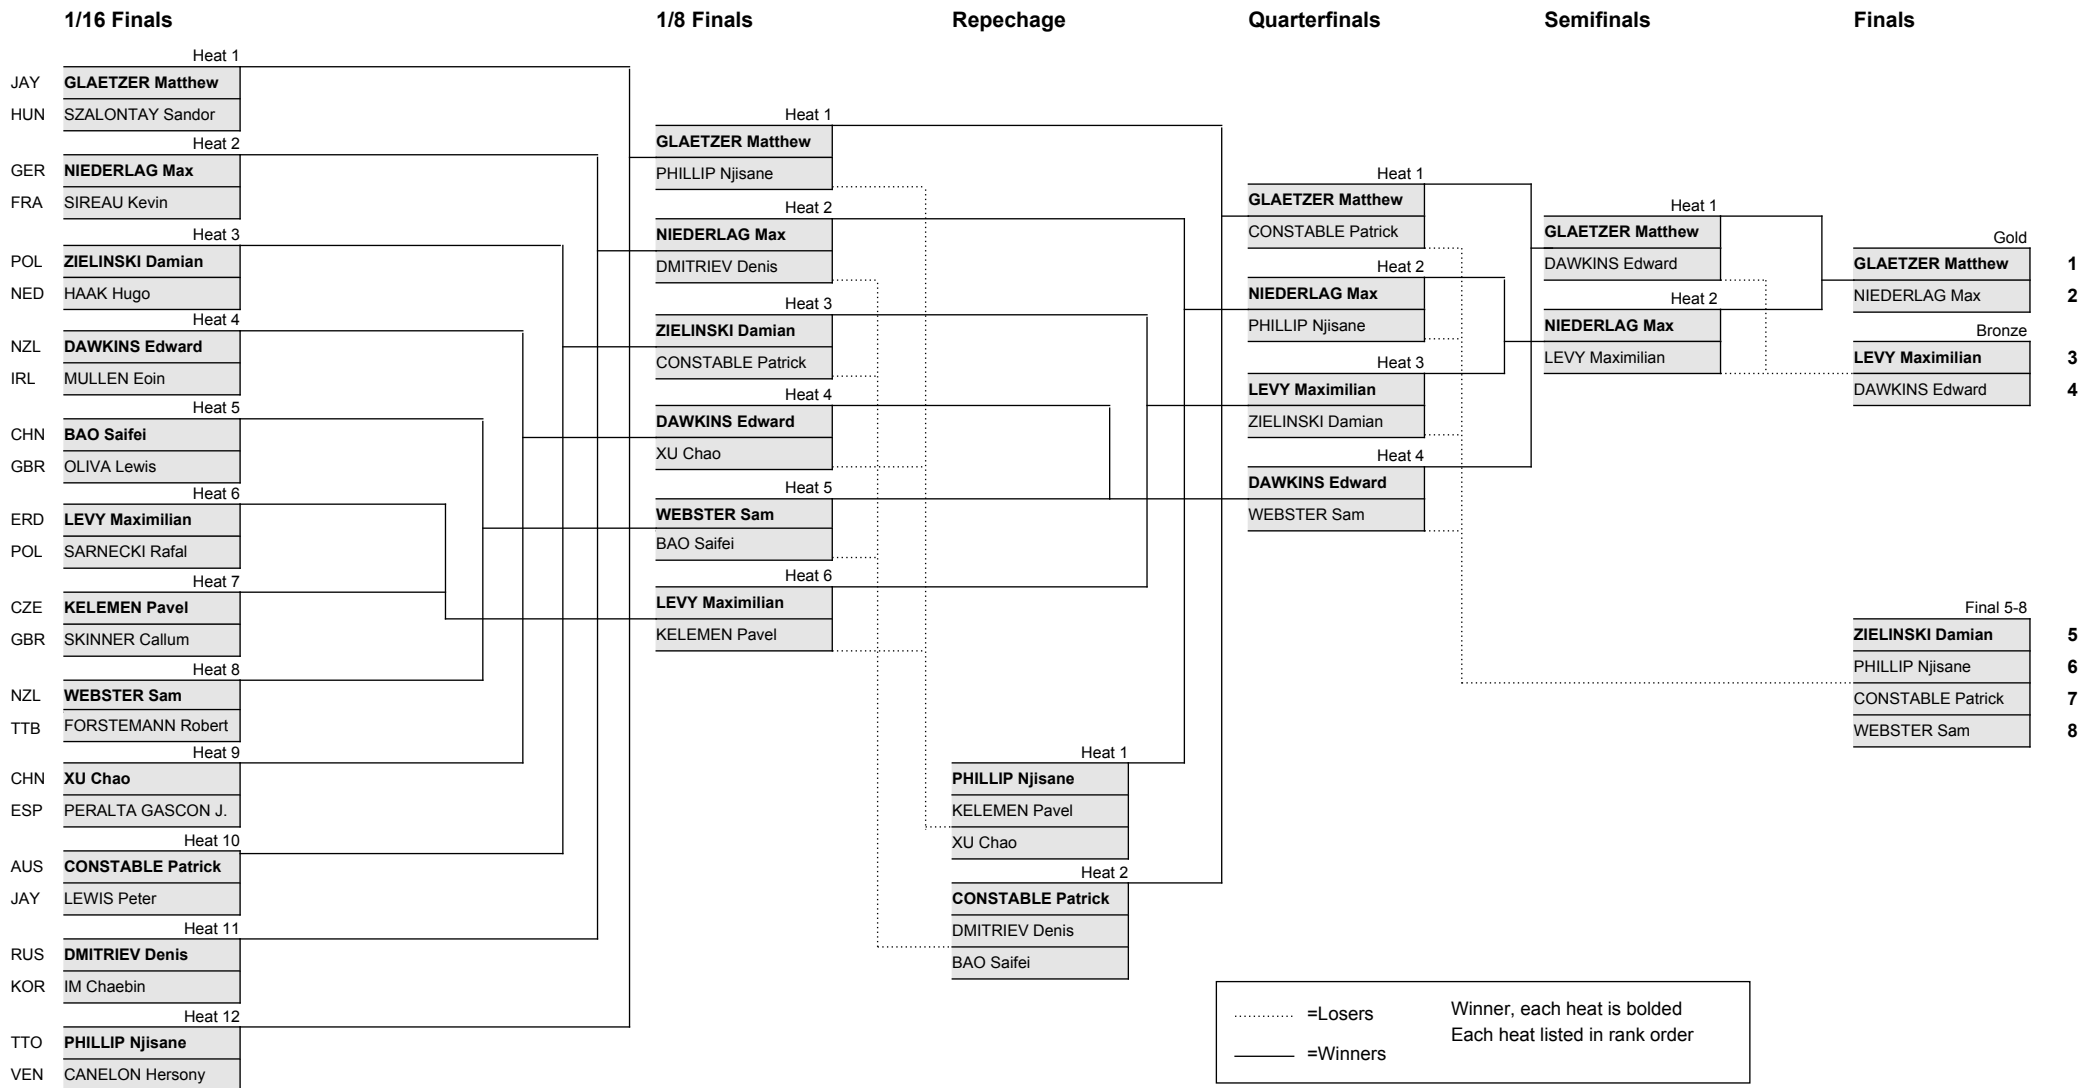 1/16 Finals
1/8 Finals
Repechage
Quarterfinals
Semifinals
Finals
Heat 1
JAY GLAETZER Matthew
HUN SZALONTAY Sandor
Heat 2
GER NIEDERLAG Max
FRA SIREAU Kevin
Heat 3
POL ZIELINSKI Damian
NED HAAK Hugo
Heat 4
NZL DAWKINS Edward
IRL MULLEN Eoin
Heat 5
CHN BAO Saifei
GBR OLIVA Lewis
Heat 6
ERD LEVY Maximilian
POL SARNECKI Rafal
Heat 7
CZE KELEMEN Pavel
GBR SKINNER Callum
Heat 8
NZL WEBSTER Sam
TTB FORSTEMANN Robert
Heat 9
CHN XU Chao
ESP PERALTA GASCON J.
Heat 10
AUS CONSTABLE Patrick
JAY LEWIS Peter
Heat 11
RUS DMITRIEV Denis
KOR IM Chaebin
Heat 12
TTO PHILLIP Njisane
VEN CANELON Hersony
Heat 1
GLAETZER Matthew
PHILLIP Njisane
Heat 2
NIEDERLAG Max
DMITRIEV Denis
Heat 3
ZIELINSKI Damian
CONSTABLE Patrick
Heat 4
DAWKINS Edward
XU Chao
Heat 5
WEBSTER Sam
BAO Saifei
Heat 6
LEVY Maximilian
KELEMEN Pavel
Heat 1
PHILLIP Njisane
KELEMEN Pavel
XU Chao
Heat 2
CONSTABLE Patrick
DMITRIEV Denis
BAO Saifei
Heat 1
GLAETZER Matthew
CONSTABLE Patrick
Heat 2
NIEDERLAG Max
PHILLIP Njisane
Heat 3
LEVY Maximilian
ZIELINSKI Damian
Heat 4
DAWKINS Edward
WEBSTER Sam
Heat 1
GLAETZER Matthew
DAWKINS Edward
Heat 2
NIEDERLAG Max
LEVY Maximilian
Gold
GLAETZER Matthew 1
NIEDERLAG Max 2
Bronze
LEVY Maximilian 3
DAWKINS Edward 4
Final 5-8
ZIELINSKI Damian 5
PHILLIP Njisane 6
CONSTABLE Patrick 7
WEBSTER Sam 8
=Losers
=Winners
Winner, each heat is bolded
Each heat listed in rank order